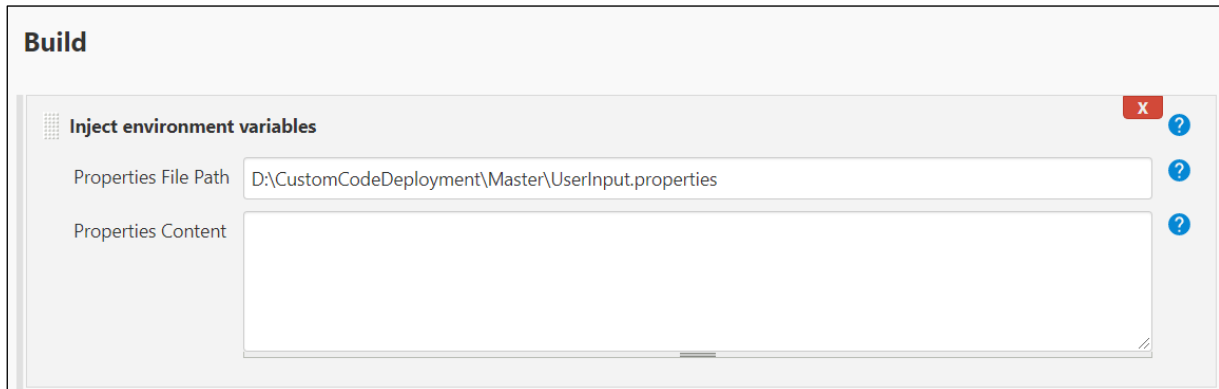 Build
X
Inject environment variables
?
Properties File Path
D:\CustomCodeDeployment\Master\UserInput.properties
?
Properties Content
?